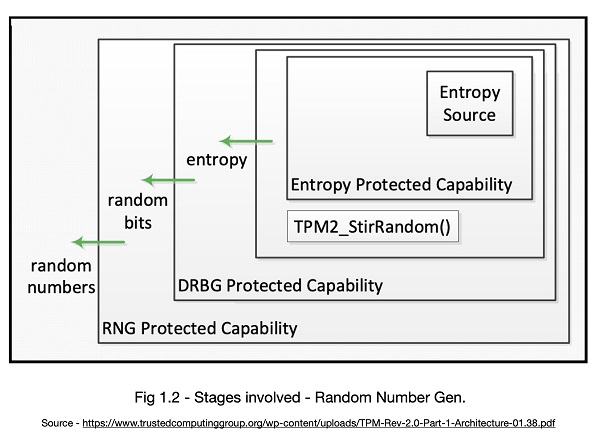 Entropy
Source
entropy
Entropy Protected Capability
random
bits
TPM2_StirRandom()
random
numbers
DRBG Protected Capability
RNG Protected Capability
Fig 1.2 - Stages involved - Random Number Gen.
Source - https://www.trustedcomputinggroup.org/wp-content/uploads/TPM-Rev-2.0-Part-1-Architecture-01.38.pdf